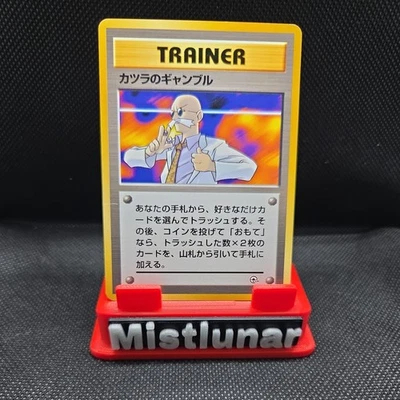 TRAINER
カツラのギャンブル
あなたの手札から、好きなだけカ
ードを選んでトラッシュする。そ
の後、コインを投げて「おもて」
なら、トラッシュした数×2枚の
カードを、山札から引いて手札に
加える。
Mistlunar